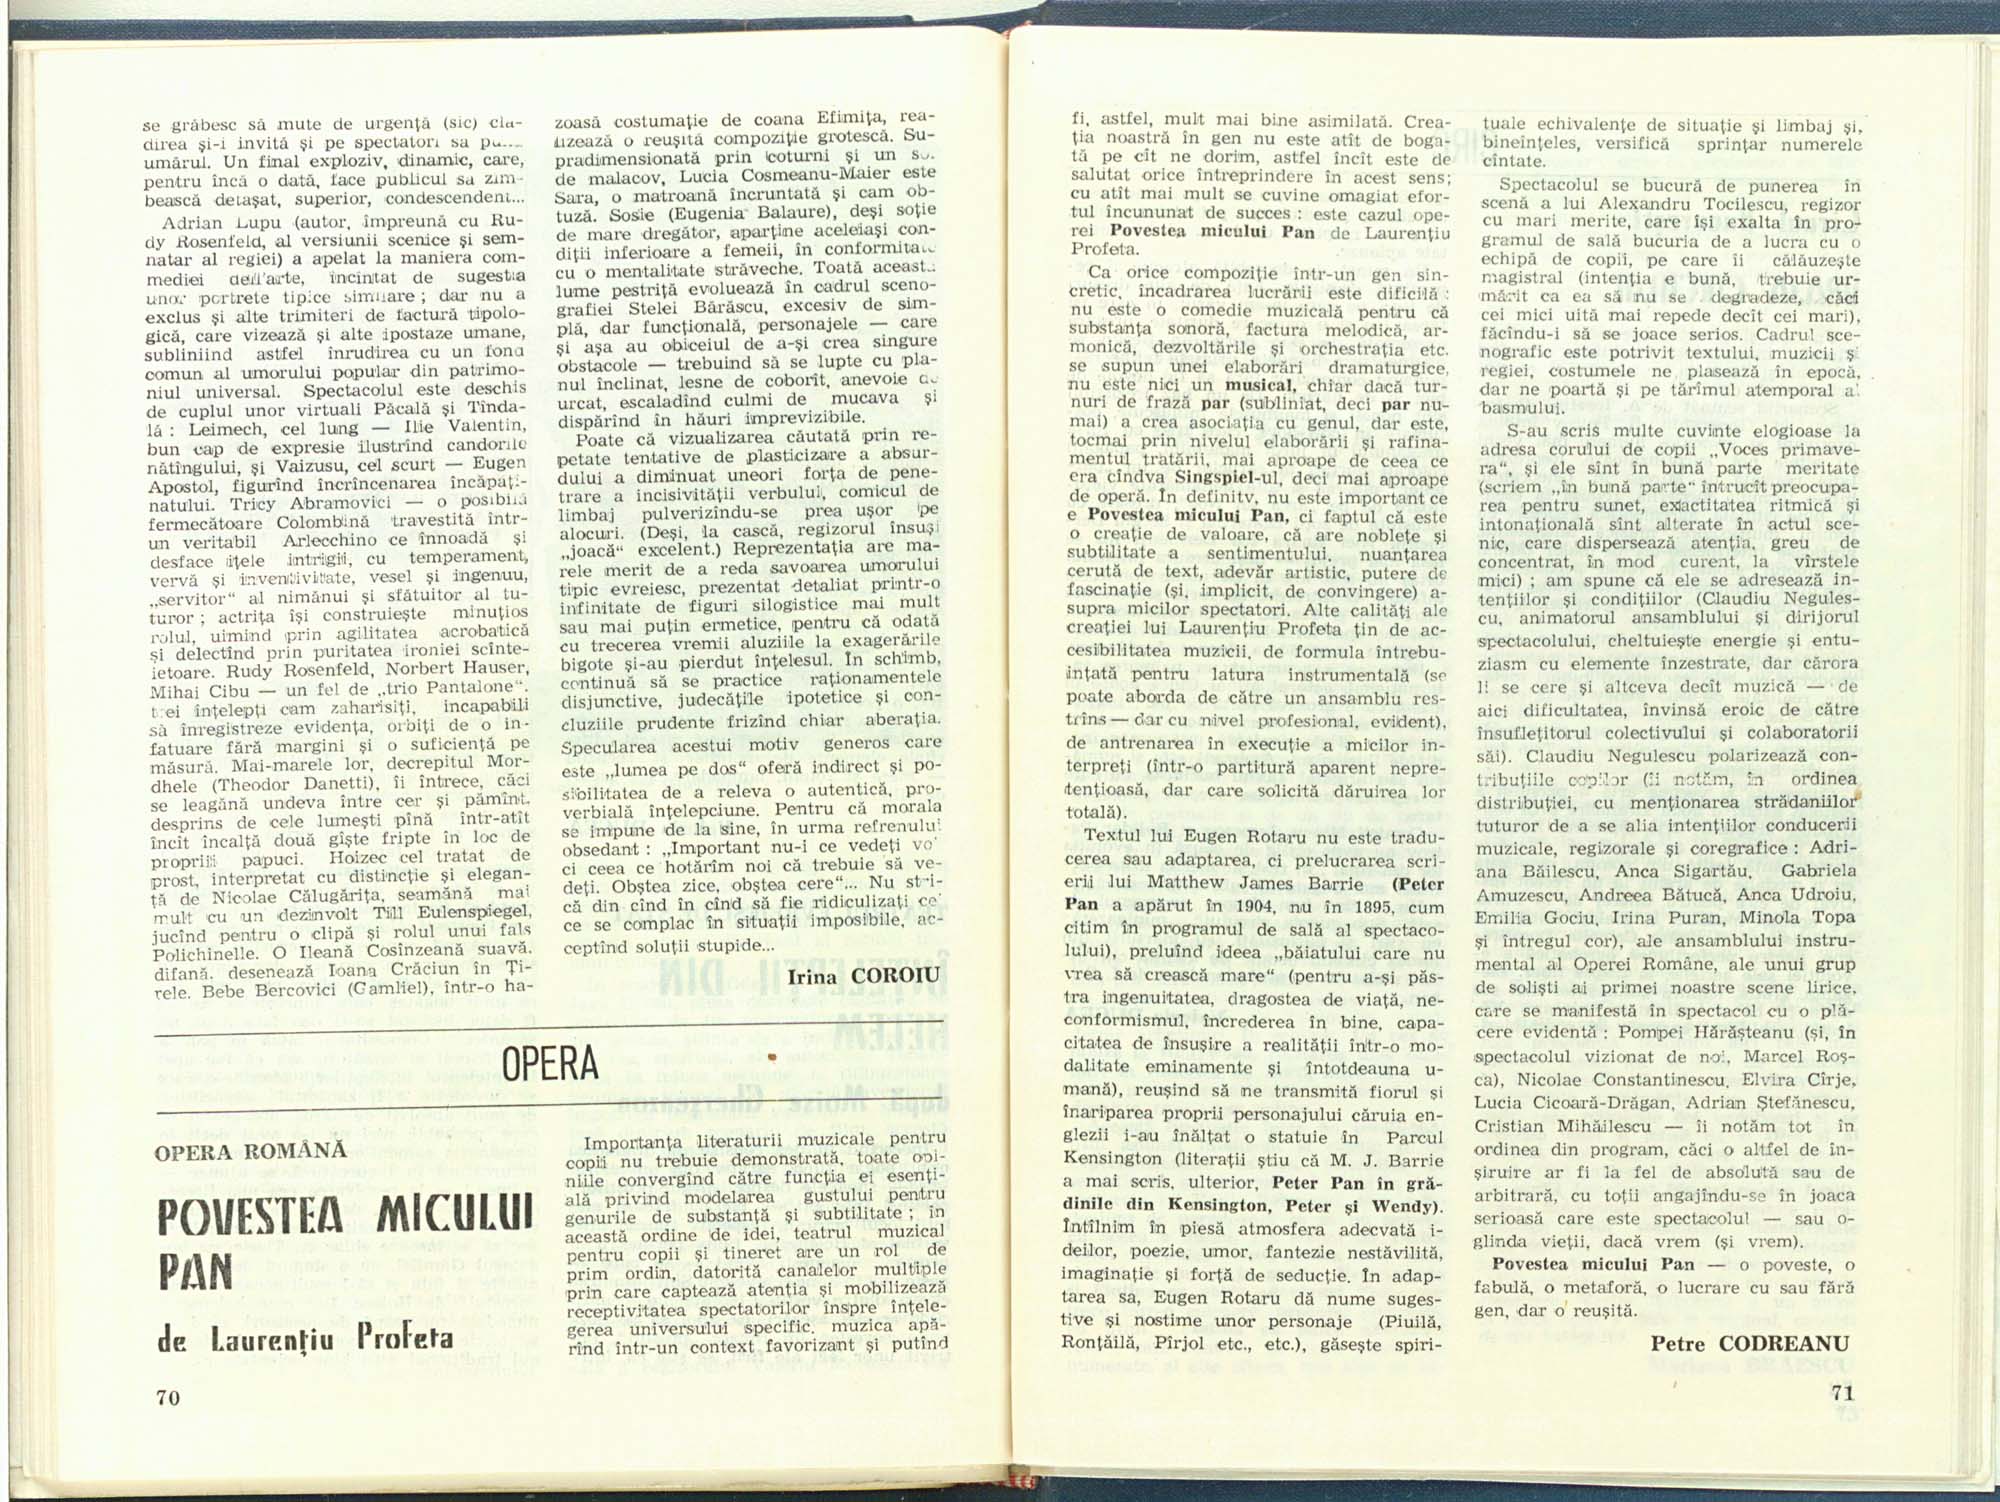 se grăbesc să mute de urgență (sic) clă-
direa și-i invită și pe spectatori să
umărul. Un final exploziv, dinamic, care,
pentru încă o dată, face publicul să zîm-
bească detașat, superior, condescendent...
Adrian Lupu (autor, împreună cu Ru-
dy Rosenfeld, al versiunii scenice și sem-
natar al regiei) a apelat la maniera com-
mediei dell'arte, incintat de sugestia
unor portrete tipice similare ; dar nu a
exclus și alte trimiteri de factură tipolo-
gică, care vizează și alte ipostaze umane,
subliniind astfel înrudirea cu un fond
comun al umorului popular din patrimo-
niul universal. Spectacolul este deschis
de cuplul unor virtuali Păcală și Tînda-
lă : Leimech, cel lung — Ilie Valentin,
bun cap de expresie ilustrînd candorile
nătîngului, și Vaizusu, cel scurt — Eugen
Apostol, figurînd încrîncenarea încăpățî-
natului. Tricy Abramovici — o posibilă
fermecătoare Colombină travestită într-
un veritabil Arlecchino ce înnoadă și
desface ițele intrigii, cu temperament,
vervă și inventivitate, vesel și ingenuu,
„servitor“ al nimănui și sfătuitor al tu-
turor ; actrița își construiește minuțios
rolul, uimind prin agilitatea acrobatică
și delectînd prin puritatea ironiei scînte-
ietoare. Rudy Rosenfeld, Norbert Hauser,
Mihai Cibu — un fel de „trio Pantalone“.
trei înțelepți cam zaharisiți, incapabili
să înregistreze evidența, orbiți de o in-
fatuare fără margini și o suficiență pe
măsură. Mai-marele lor, decrepitul Mor-
dhele (Theodor Danetti), îi întrece, căci
se leagănă undeva între cer și pămînt,
desprins de cele lumești pînă într-atît
încît încalță două gîște fripte în loc de
propriii papuci. Hoizec cel tratat de
prost, interpretat cu distincție și elegan-
ță de Nicolae Călugărița, seamănă mai
mult cu un dezinvolt Till Eulenspiegel,
jucînd pentru o clipă și rolul unui fals
Polichinelle. O Ileană Cosînzeană suavă,
difană, desenează Ioana Crăciun în Ți-
rele. Bebe Bercovici (Gamliel), într-o ha-
zoasă costumație de coana Efimița, rea-
lizează o reușită compoziție grotescă. Su-
pradimensionată prin coturni și un
de malacov, Lucia Cosmeanu-Maier este
Sara, o matroană încruntată și cam ob-
tuză. Sosie (Eugenia Balaure), deși soție
de mare dregător, aparține aceleiași con-
diții inferioare a femeii, în conformitate
cu o mentalitate străveche. Toată această
lume pestriță evoluează în cadrul sceno-
grafiei Stelei Bărăscu, excesiv de sim-
plă, dar funcțională, personajele — care
și așa au obiceiul de a-și crea singure
obstacole — trebuind să se lupte cu pla-
nul înclinat, lesne de coborît, anevoie de
urcat, escaladînd culmi de mucava și
dispărînd în hăuri imprevizibile.
Poate că vizualizarea căutată prin re-
petate tentative de plasticizare a absur-
dului a diminuat uneori forța de pene-
trare a incisivității verbului, comicul de
limbaj pulverizîndu-se prea ușor pe
alocuri. (Deși, la cască, regizorul însuși
„joacă“ excelent.) Reprezentația are ma-
rele merit de a reda savoarea umorului
tipic evreiesc, prezentat detaliat printr-o
infinitate de figuri silogistice mai mult
sau mai puțin ermetice, pentru că odată
cu trecerea vremii aluziile la exagerările
bigote și-au pierdut înțelesul. În schimb,
continuă să se practice raționamentele
disjunctive, judecățile ipotetice și con-
cluziile prudente frizînd chiar aberația.
Specularea acestui motiv generos care
este „lumea pe dos“ oferă indirect și po-
sibilitatea de a releva o autentică, pro-
verbială înțelepciune. Pentru că morala
se impune de la sine, în urma refrenului
obsedant : „Important nu-i ce vedeți vo
ci ceea ce hotărîm noi că trebuie să ve-
deți. Obștea zice, obștea cere“... Nu stri-
că din cînd în cînd să fie ridiculizați ce
ce se complac în situații imposibile, ac-
ceptînd soluții stupide...
Irina COROIU
OPERA
OPERA ROMÂNĂ
POVESTEA MICULUI
PAN
de Laurențiu Profeta
Importanța literaturii muzicale pentru
copii nu trebuie demonstrată, toate opi-
niile convergînd către funcția ei esenți-
ală privind modelarea gustului pentru
genurile de substanță și subtilitate ; în
această ordine de idei, teatrul muzical
pentru copii și tineret are un rol de
prim ordin, datorită canalelor multiple
prin care captează atenția și mobilizează
receptivitatea spectatorilor înspre înțele-
gerea universului specific, muzica apă-
rînd într-un context favorizant și putînd
70
fi, astfel, mult mai bine asimilată. Crea-
ția noastră în gen nu este atît de boga-
tă pe cît ne dorim, astfel încît este de
salutat orice întreprindere în acest sens;
cu atît mai mult se cuvine omagiat efor-
tul încununat de succes : este cazul ope-
rei Povestea micului Pan de Laurențiu
Profeta.
Ca orice compoziție într-un gen sin-
cretic, încadrarea lucrării este dificilă :
nu este o comedie muzicală pentru că
substanța sonoră, factura melodică, ar-
monică, dezvoltările și orchestrația etc.
se supun unei elaborări dramaturgice,
nu este nici un musical, chiar dacă tur-
nuri de frază par (subliniat, deci par nu-
mai) a crea asociația cu genul, dar este,
tocmai prin nivelul elaborării și rafina-
mentul tratării, mai aproape de ceea ce
era cîndva Singspiel-ul, deci mai aproape
de operă. În definitv, nu este important ce
e Povestea micului Pan, ci faptul că este
o creație de valoare, că are noblețe și
subtilitate a sentimentului, nuanțarea
cerută de text, adevăr artistic, putere de
fascinație (și, implicit, de convingere) a-
supra micilor spectatori. Alte calități ale
creației lui Laurențiu Profeta țin de ac-
cesibilitatea muzicii, de formula întrebu-
ințată pentru latura instrumentală (se
poate aborda de către un ansamblu res-
trîns — dar cu nivel profesional, evident),
de antrenarea în execuție a micilor in-
terpreți (într-o partitură aparent nepre-
tențioasă, dar care solicită dăruirea lor
totală).
Textul lui Eugen Rotaru nu este tradu-
cerea sau adaptarea, ci prelucrarea scri-
erii lui Matthew James Barrie (Peter
Pan a apărut în 1904, nu în 1895, cum
citim în programul de sală al spectaco-
lului), preluînd ideea „băiatului care nu
vrea să crească mare“ (pentru a-și păs-
tra ingenuitatea, dragostea de viață, ne-
conformismul, încrederea în bine, capa-
citatea de însușire a realității într-o mo-
dalitate eminamente și întotdeauna u-
mană), reușind să ne transmită fiorul și
înariparea proprii personajului căruia en-
glezii i-au înălțat o statuie în Parcul
Kensington (literații știu că M. J. Barrie
a mai scris, ulterior, Peter Pan în gră-
dinile din Kensington, Peter și Wendy).
Întîlnim în piesă atmosfera adecvată i-
deilor, poezie, umor, fantezie nestăvilită,
imaginație și forță de seducție. În adap-
tarea sa, Eugen Rotaru dă nume suges-
tive și nostime unor personaje (Piuilă,
Ronțăilă, Pîrjol etc., etc.), găsește spiri-
tuale echivalențe de situație și limbaj și,
bineînțeles, versifică sprințar numerele
cîntate.
Spectacolul se bucură de punerea în
scenă a lui Alexandru Tocilescu, regizor
cu mari merite, care își exalta în pro-
gramul de sală bucuria de a lucra cu o
echipă de copii, pe care îi călăuzește
magistral (intenția e bună, trebuie ur-
mărit ca ea să nu se degradeze, căci
cei mici uită mai repede decît cei mari),
făcîndu-i să se joace serios. Cadrul sce-
nografic este potrivit textului, muzicii și
regiei, costumele ne plasează în epocă,
dar ne poartă și pe tărîmul atemporal al
basmului.
S-au scris multe cuvinte elogioase la
adresa corului de copii „Voces primave-
ra“, și ele sînt în bună parte meritate
(scriem „în bună parte“ întrucît preocupa-
rea pentru sunet, exactitatea ritmică și
intonațională sînt alterate în actul sce-
nic, care dispersează atenția, greu de
concentrat, în mod curent, la vîrstele
mici) ; am spune că ele se adresează in-
tențiilor și condițiilor (Claudiu Negules-
cu, animatorul ansamblului și dirijorul
spectacolului, cheltuiește energie și entu-
ziasm cu elemente înzestrate, dar cărora
li se cere și altceva decît muzică — de
aici dificultatea, învinsă eroic de către
însuflețitorul colectivului și colaboratorii
săi). Claudiu Negulescu polarizează con-
tribuțiile copiilor (îi notăm, în ordinea
distribuției, cu menționarea strădaniilor
tuturor de a se alia intențiilor conducerii
muzicale, regizorale și coregrafice : Adri-
ana Băilescu, Anca Sigartău, Gabriela
Amuzescu, Andreea Bătucă, Anca Udroiu,
Emilia Gociu, Irina Puran, Minola Topa
și întregul cor), ale ansamblului instru-
mental al Operei Române, ale unui grup
de soliști ai primei noastre scene lirice,
care se manifestă în spectacol cu o plă-
cere evidentă : Pompei Hărășteanu (și, în
spectacolul vizionat de noi, Marcel Roș-
ca), Nicolae Constantinescu, Elvira Cîrje,
Lucia Cicoară-Drăgan, Adrian Ștefănescu,
Cristian Mihăilescu — îi notăm tot în
ordinea din program, căci o altfel de în-
șiruire ar fi la fel de absolută sau de
arbitrară, cu toții angajîndu-se în joaca
serioasă care este spectacolul — sau o-
glinda vieții, dacă vrem (și vrem).
Povestea micului Pan — o poveste, o
fabulă, o metaforă, o lucrare cu sau fără
gen, dar o reușită.
Petre CODREANU
71